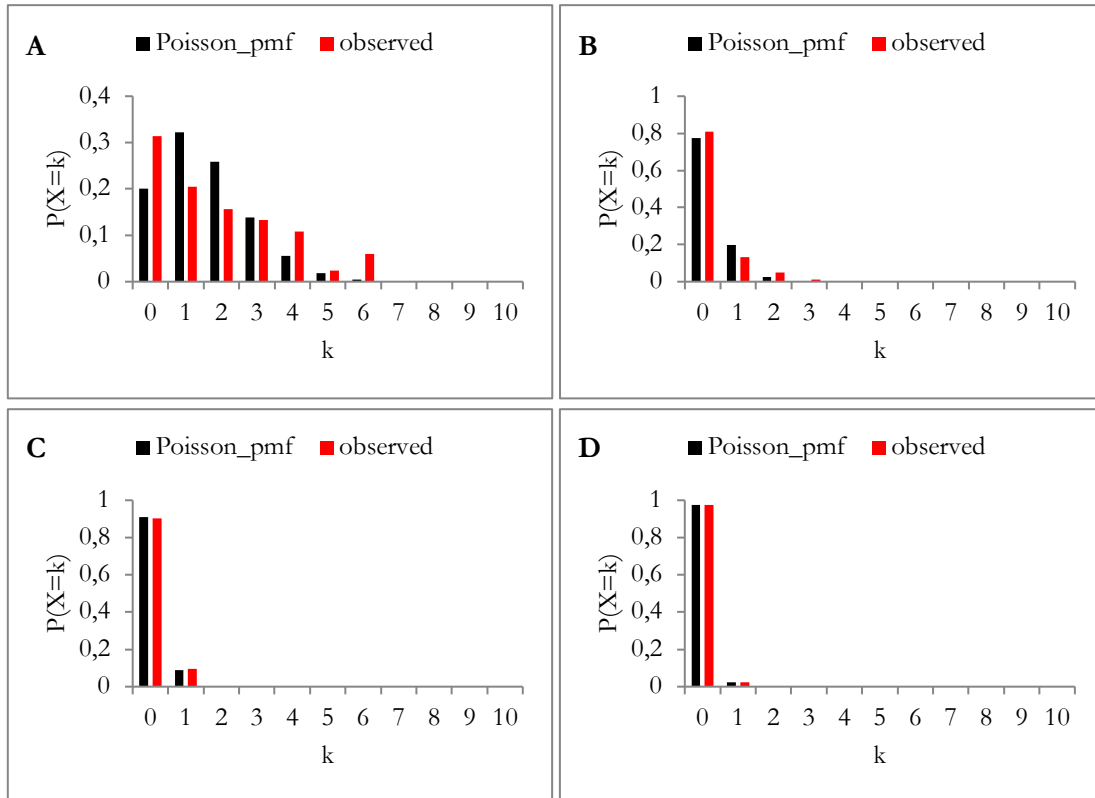 A
Poisson_pmf observed
0,4
0,3
0,2
0,1
0
P(X=k)
0 1 2 3 4 5 6 7 8 9 10
k
B
Poisson_pmf observed
1
0,8
0,6
0,4
0,2
0
P(X=k)
0 1 2 3 4 5 6 7 8 9 10
k
C
Poisson_pmf observed
1
0,8
0,6
0,4
0,2
0
P(X=k)
0 1 2 3 4 5 6 7 8 9 10
k
D
Poisson_pmf observed
1
0,8
0,6
0,4
0,2
0
P(X=k)
0 1 2 3 4 5 6 7 8 9 10
k